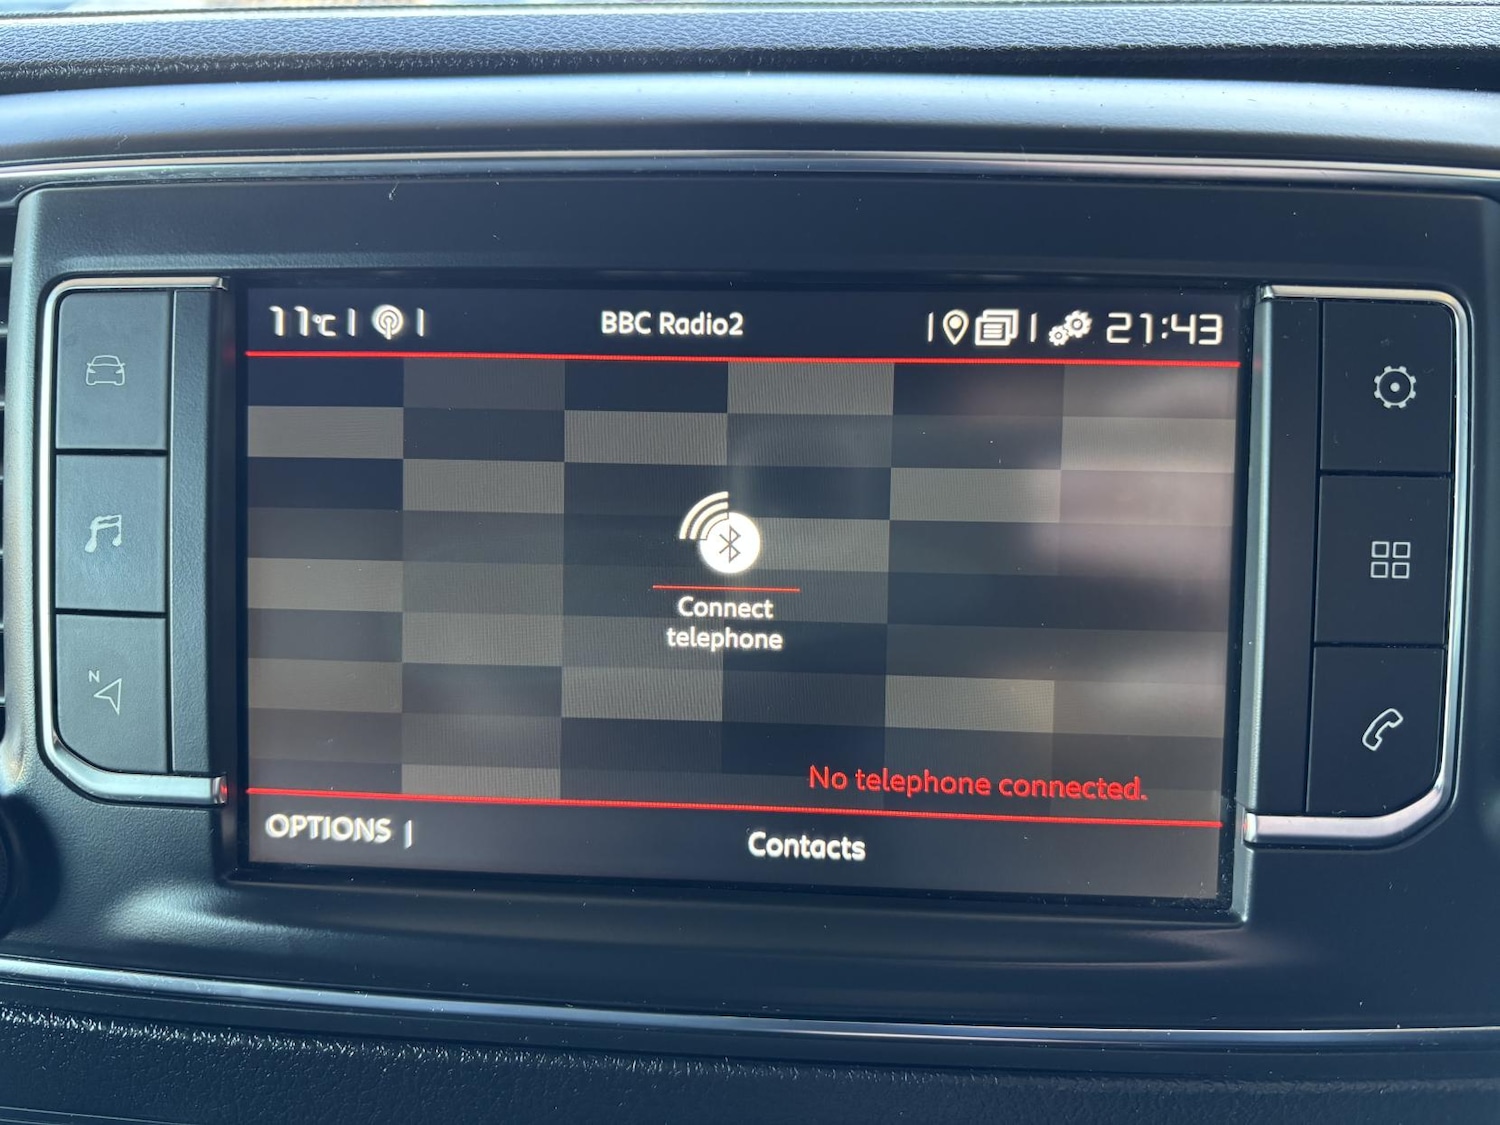 11°C
BBC Radio2
21:43
Connect
telephone
No telephone connected.
OPTIONS
Contacts
N